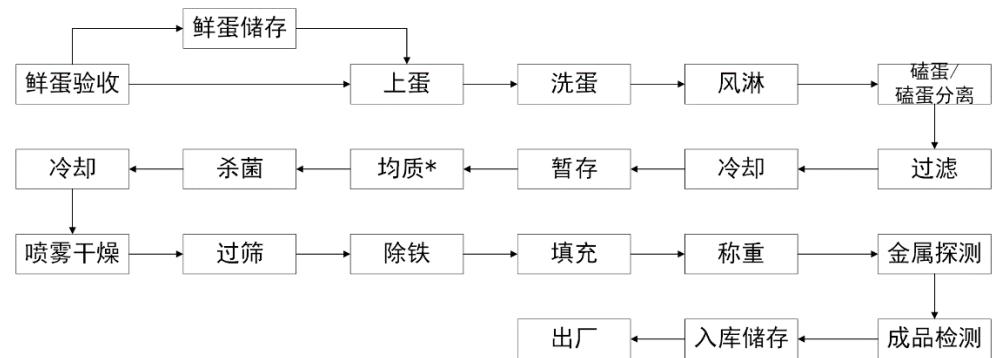 鲜蛋储存
鲜蛋验收
上蛋
洗蛋
风淋
磕蛋/
磕蛋分离
冷却
杀菌
均质*
暂存
冷却
过滤
喷雾干燥
过筛
除铁
填充
称重
金属探测
出厂
入库储存
成品检测